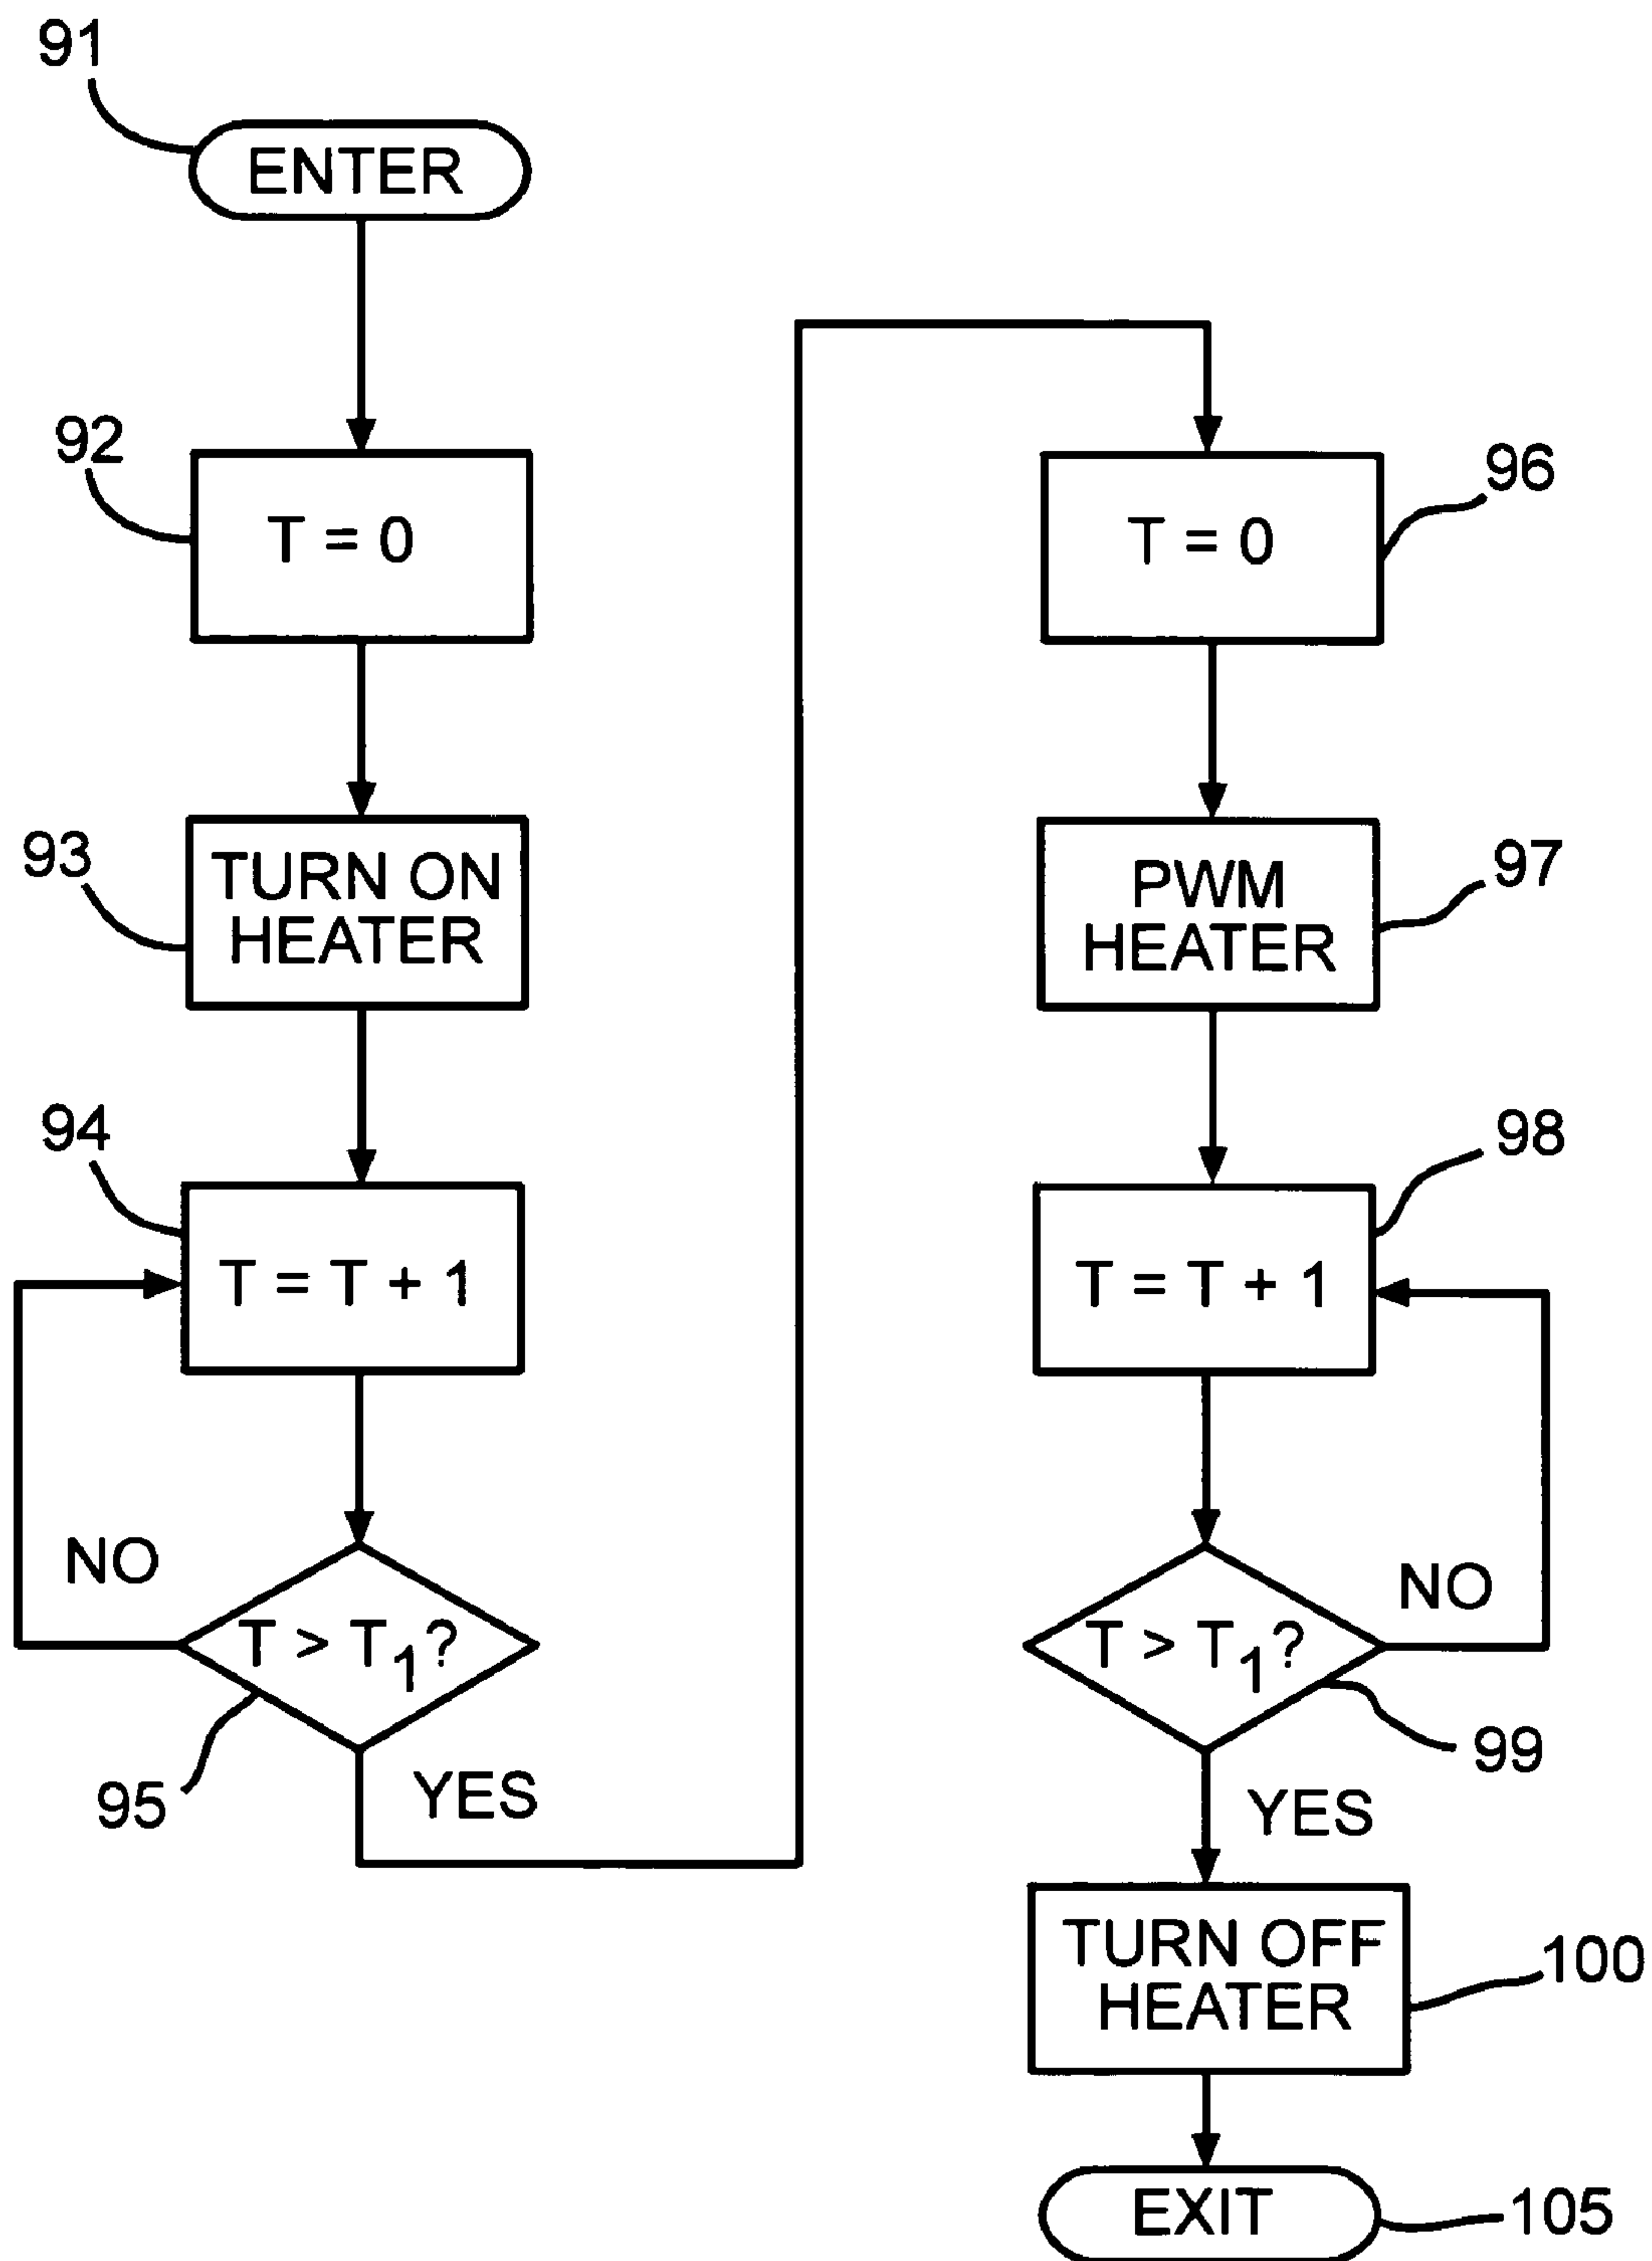 91
ENTER
92
T = 0
93
TURN ON
HEATER
94
T = T + 1
NO
T > T₁?
95
YES
96
T = 0
97
PWM
HEATER
98
T = T + 1
NO
T > T₁?
99
YES
TURN OFF
HEATER
100
EXIT
105